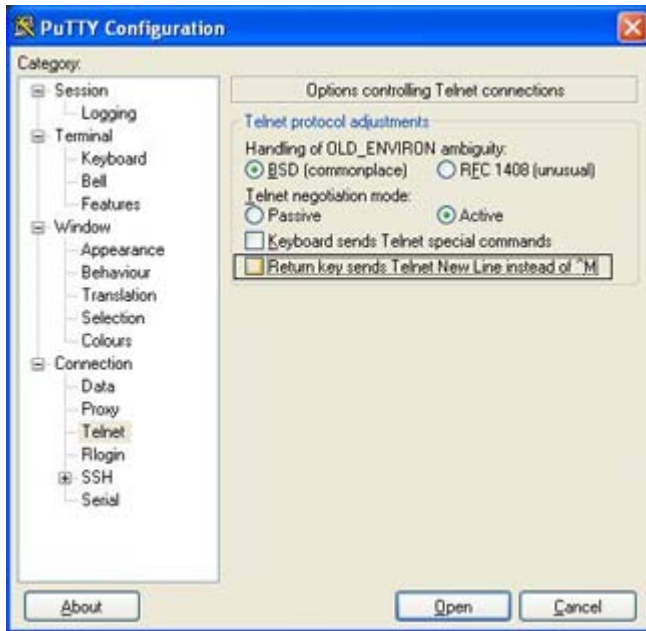 PuTTY Configuration
Category:
Session
Logging
Terminal
Keyboard
Bell
Features
Window
Appearance
Behaviour
Translation
Selection
Colours
Connection
Data
Proxy
Telnet
Rlogin
SSH
Serial
Options controlling Telnet connections
Telnet protocol adjustments
Handling of OLD_ENVIRON ambiguity:
BSD (commonplace) RFC 1408 (unusual)
Telnet negotiation mode:
Passive Active
Keyboard sends Telnet special commands
Return key sends Telnet New Line instead of ^M
About Open Cancel